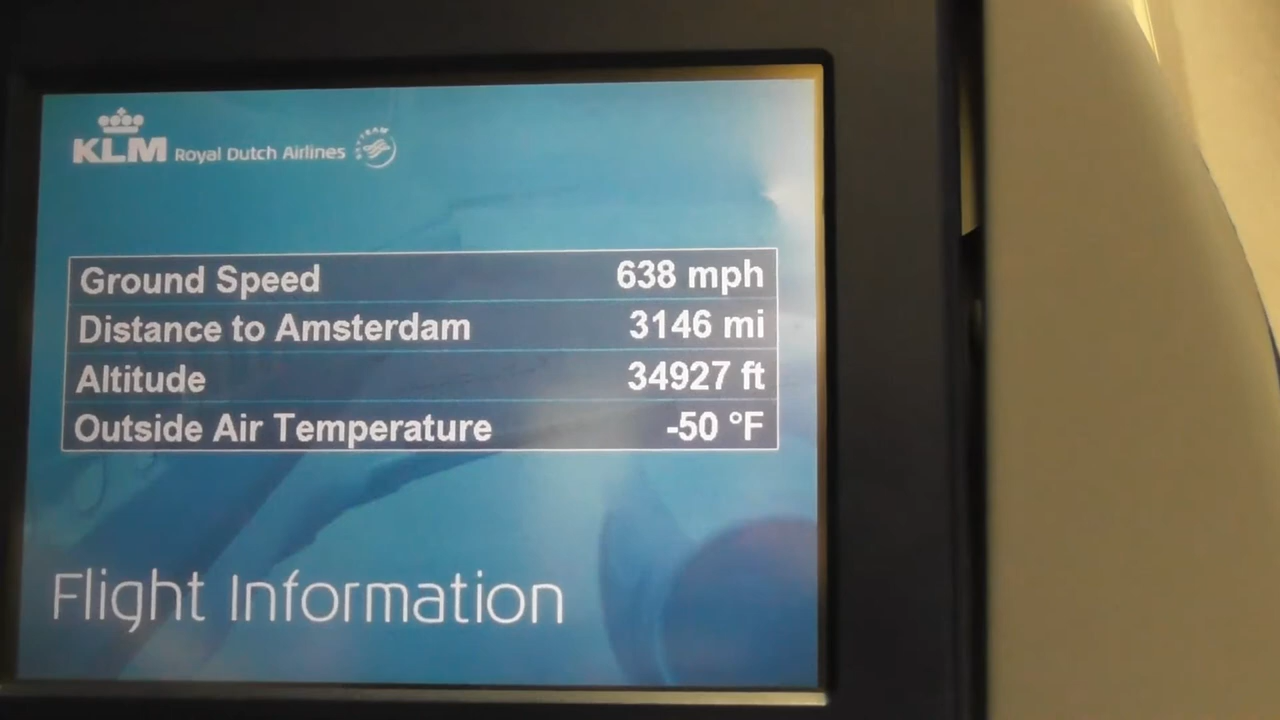 KLM Royal Dutch Airlines
Ground Speed 638 mph
Distance to Amsterdam 3146 mi
Altitude 34927 ft
Outside Air Temperature -50 °F
Flight Information